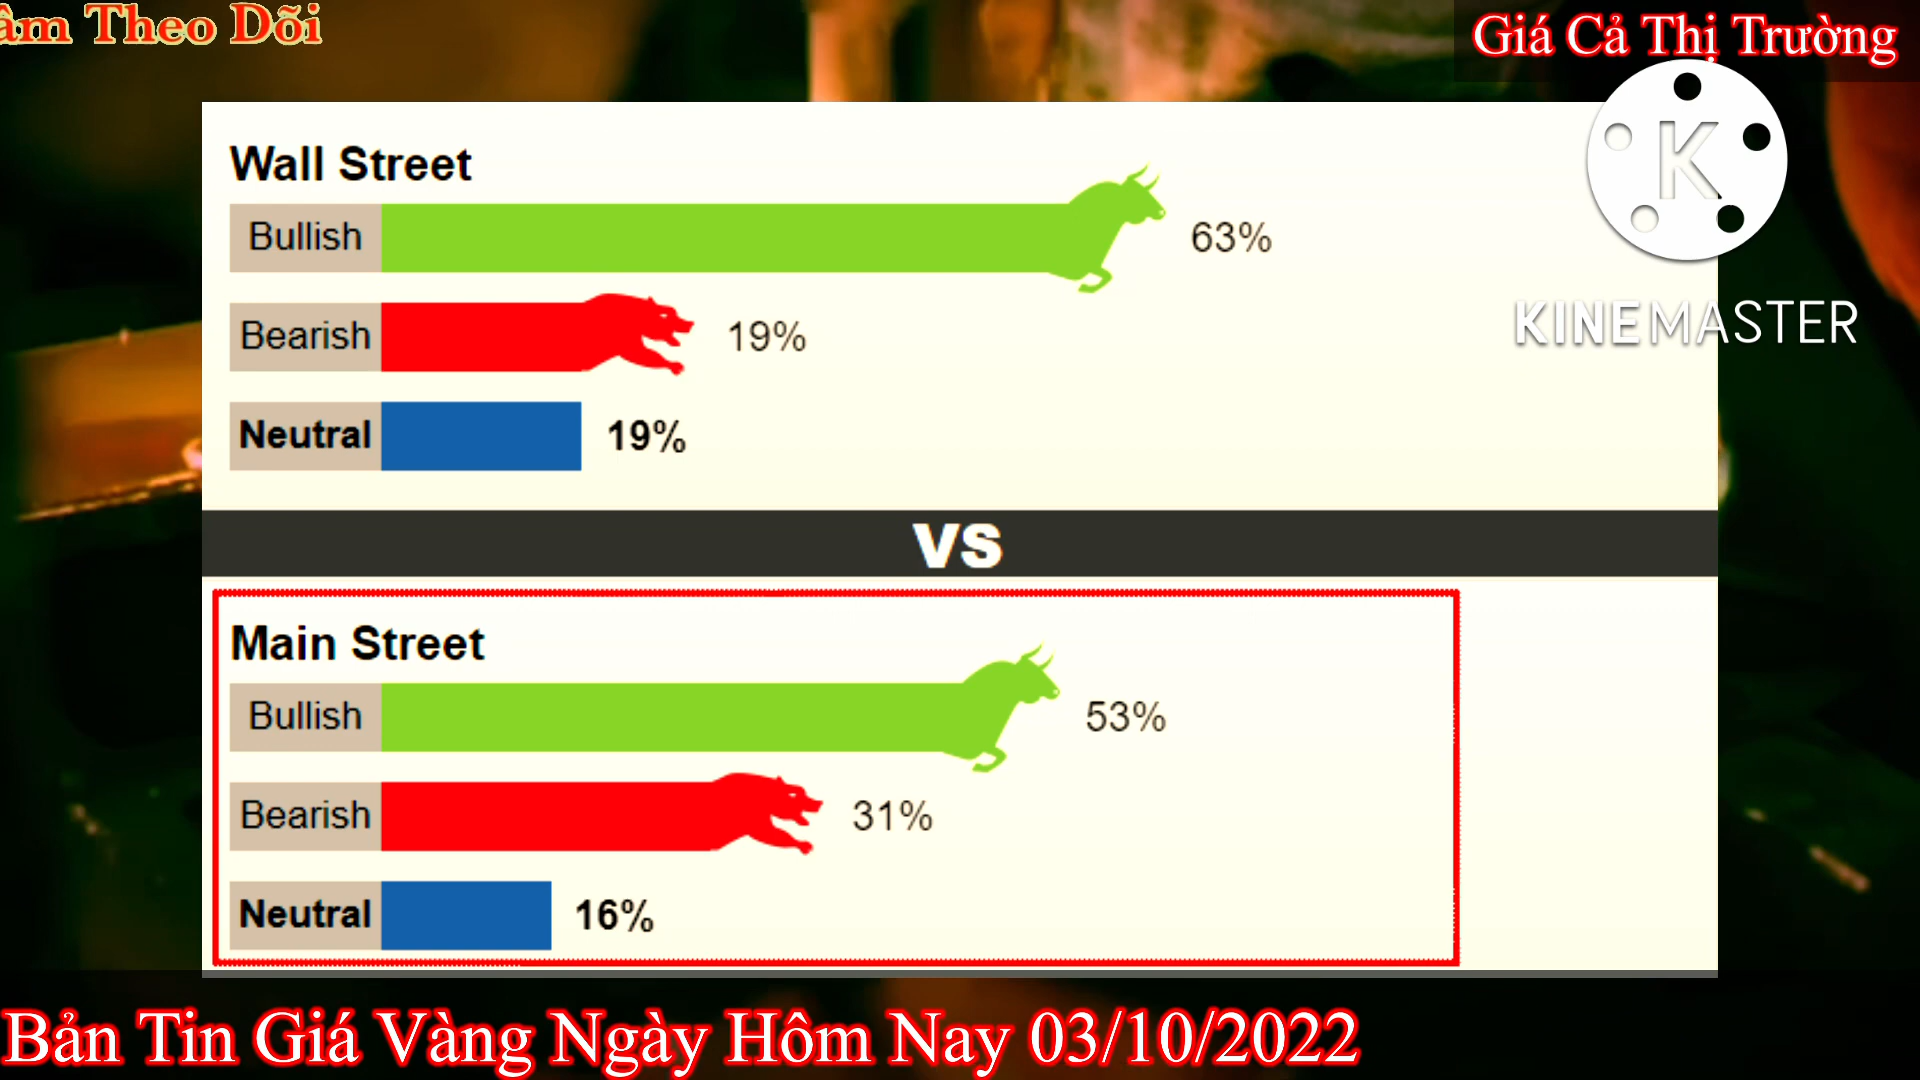 Theo Dõi
Giá Cả Thị Trường
K
KINEMASTER
Wall Street
Bullish 63%
Bearish 19%
Neutral 19%
VS
Main Street
Bullish 53%
Bearish 31%
Neutral 16%
Bản Tin Giá Vàng Ngày Hôm Nay 03/10/2022